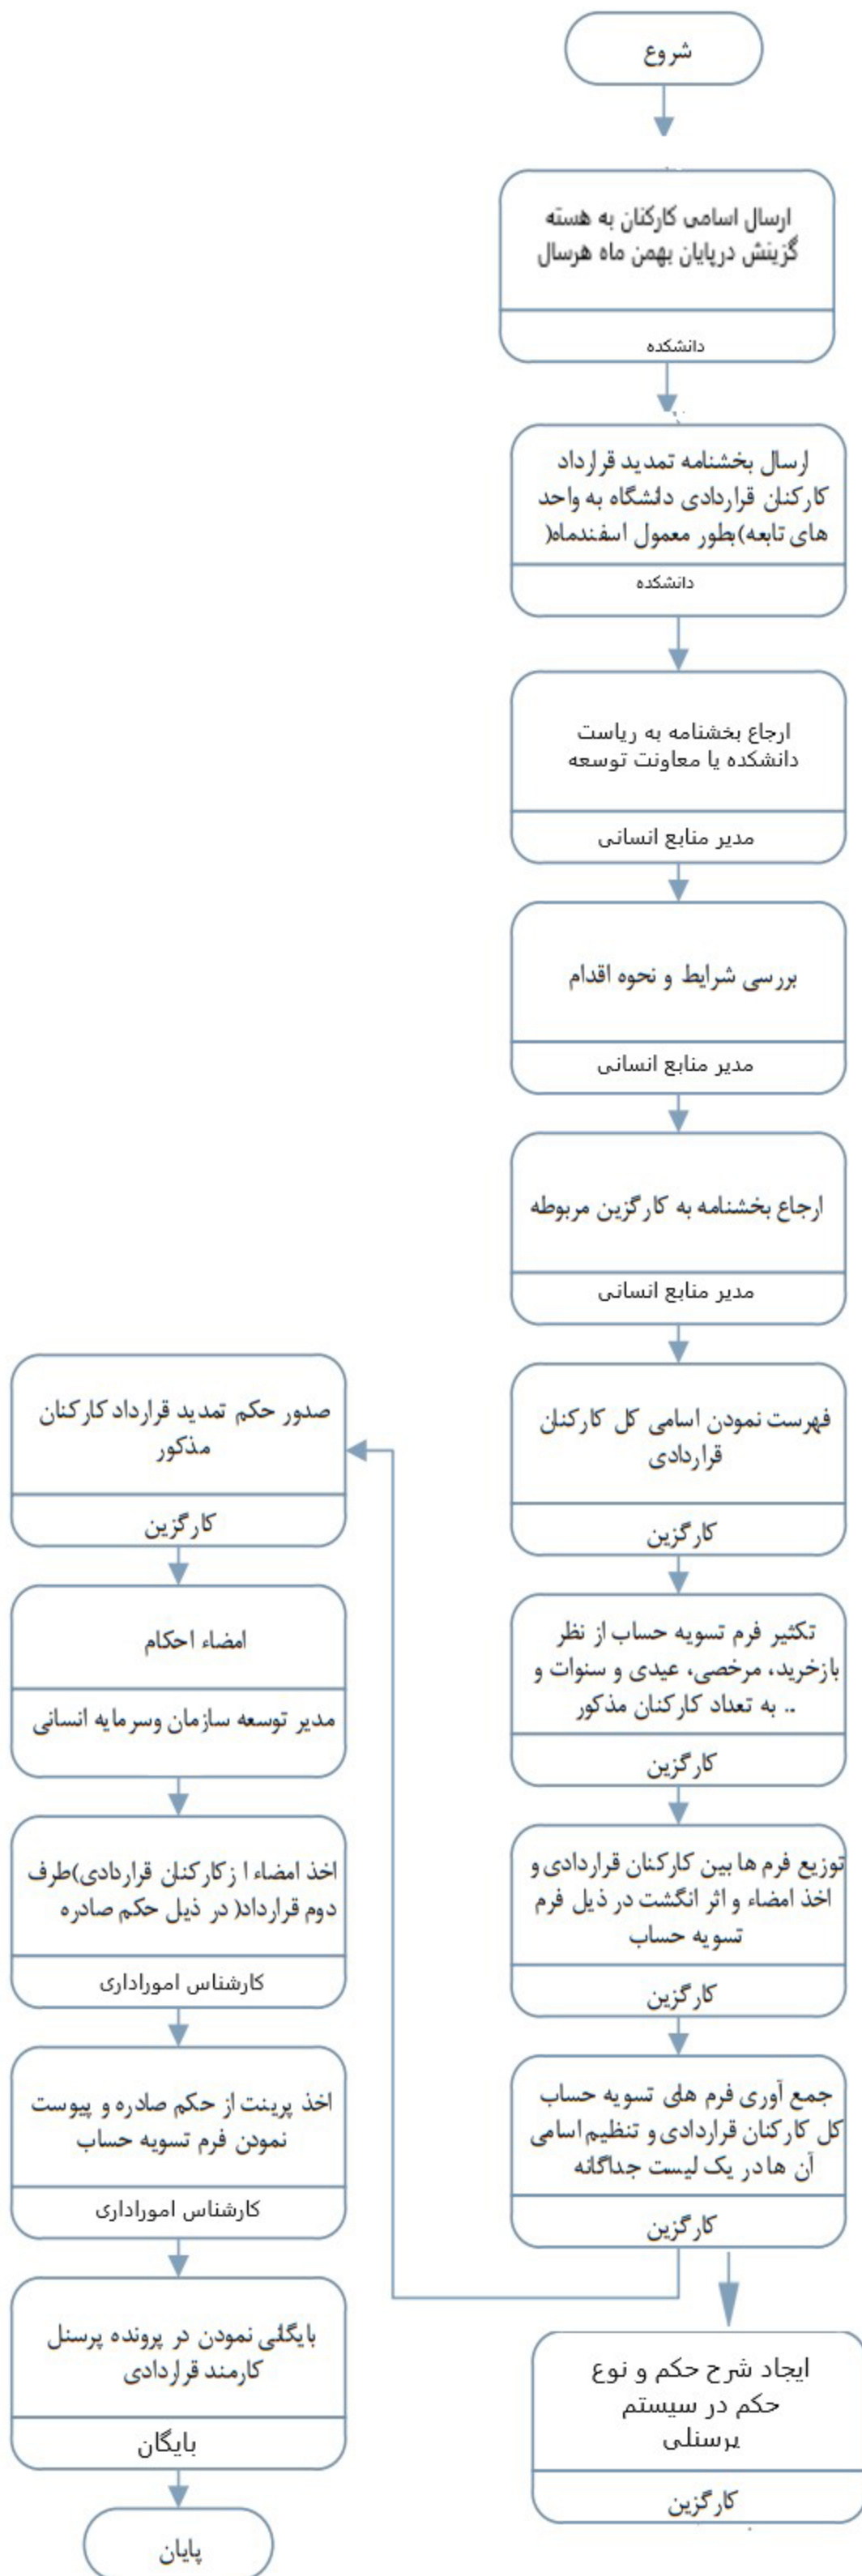 شروع
ارسال اسامی کارکنان به هسته
گزینش درپایان بهمن ماه هرسال
دانشکده
ارسال بخشنامه تمدید قرارداد
کارکنان قراردادی دانشگاه به واحد
های تابعه)بطور معمول اسفندماه(
دانشکده
ارجاع بخشنامه به ریاست
دانشکده یا معاونت توسعه
مدیر منابع انسانی
بررسی شرایط و نحوه اقدام
مدیر منابع انسانی
ارجاع بخشنامه به کارگزین مربوطه
مدیر منابع انسانی
فهرست نمودن اسامی کل کارکنان
قراردادی
کارگزین
تکثیر فرم تسویه حساب از نظر
بازخرید، مرخصی، عیدی و سنوات و
.. به تعداد کارکنان مذکور
کارگزین
توزیع فرم ها بین کارکنان قراردادی و
اخذ امضاء و اثر انگشت در ذیل فرم
تسویه حساب
کارگزین
جمع آوری فرم های تسویه حساب
کل کارکنان قراردادی و تنظیم اسامی
آن ها در یک لیست جداگانه
کارگزین
ایجاد شرح حکم و نوع
حکم در سیستم
پرسنلی
کارگزین
صدور حکم تمدید قرارداد کارکنان
مذکور
کارگزین
امضاء احکام
مدیر توسعه سازمان وسرمایه انسانی
اخذ امضاء ا زکارکنان قراردادی)طرف
دوم قرارداد( در ذیل حکم صادره
کارشناس اموراداری
اخذ پرینت از حکم صادره و پیوست
نمودن فرم تسویه حساب
کارشناس اموراداری
بایگانی نمودن در پرونده پرسنل
کارمند قراردادی
بایگان
پایان